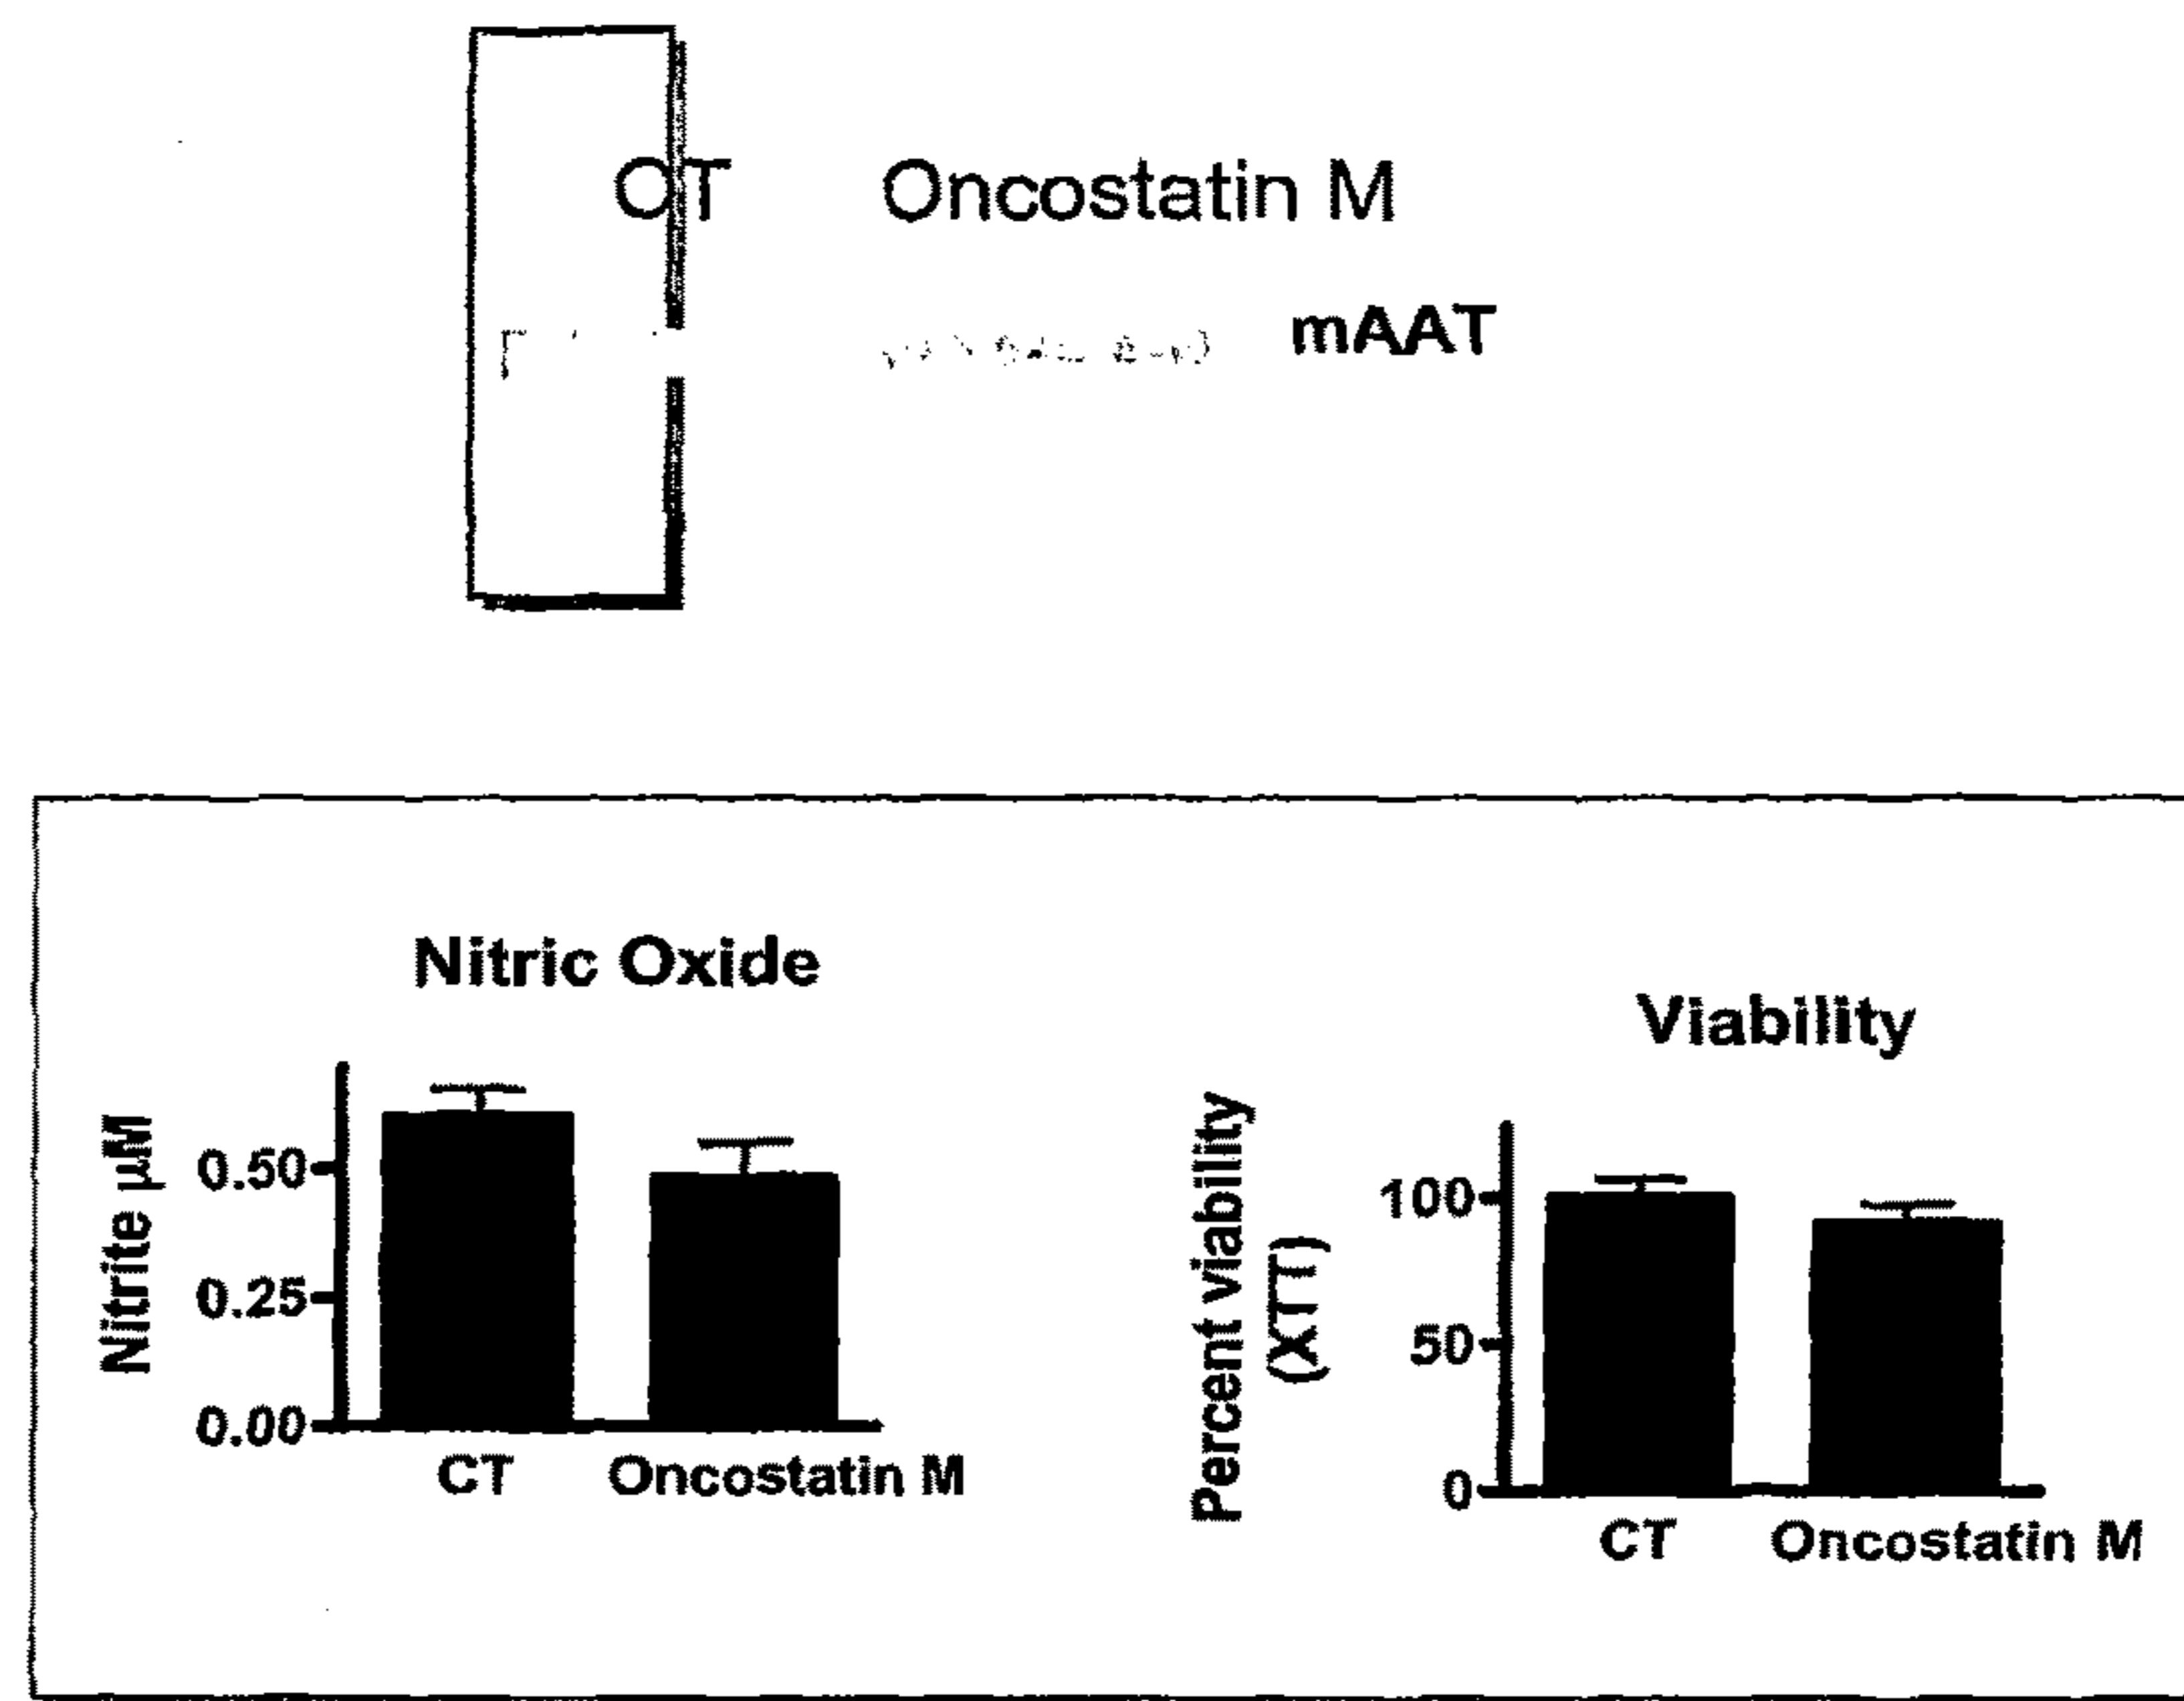 CT Oncostatin M
mAAT
Nitric Oxide
Nitrite µM
0.50
0.25
0.00
CT Oncostatin M
Viability
Percent viability
(XTT)
100
50
0
CT Oncostatin M